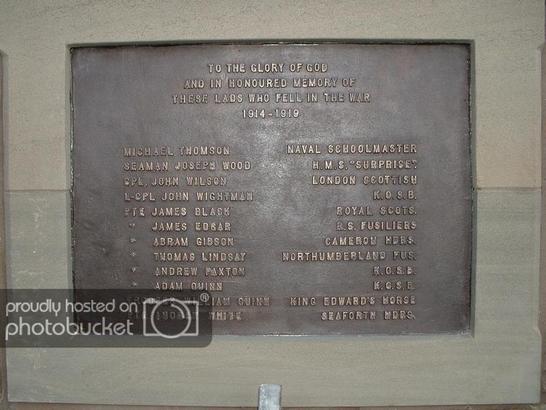 TO THE GLORY OF GOD
AND IN HONOURED MEMORY OF
THESE LADS WHO FELL IN THE WAR
1914-1919
MICHAEL THOMSON NAVAL SCHOOLMASTER
SEAMAN JOSEPH WOOD H.M.S. "SURPRISE".
CPL. JOHN WILSON LONDON SCOTTISH
L-CPL JOHN WIGHTMAN K.O.S.B.
PTE JAMES BLACK ROYAL SCOTS.
" JAMES EDGAR R.S. FUSILIERS
" ABRAM GIBSON CAMERON HDRS.
" THOMAS LINDSAY NORTHUMBERLAND FUS.
" ANDREW PAXTON K.O.S.B.
" ADAM QUINN K.O.S.B.
WILLIAM QUINN KING EDWARD'S HORSE
WHITE SEAFORTH HDRS.
proudly hosted on
photobucket